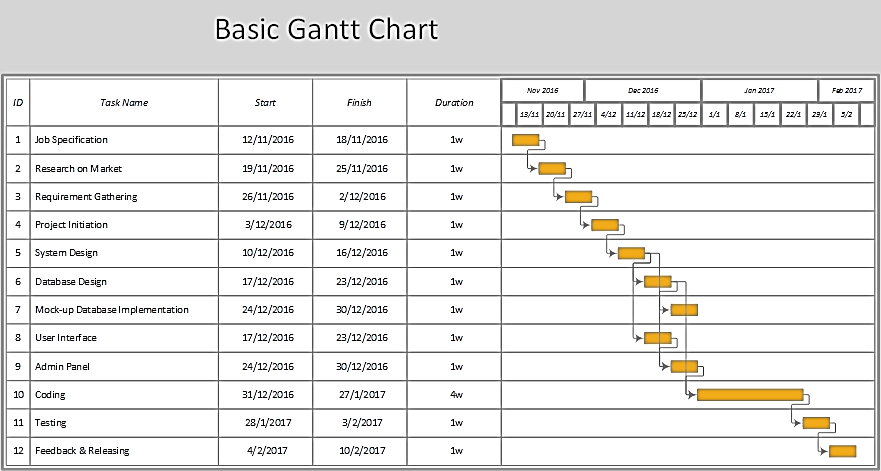 Basic Gantt Chart
ID Task Name Start Finish Duration Nov 2016 Dec 2016 Jan 2017 Feb 2017
13/11 20/11 27/11 4/12 11/12 18/12 25/12 1/1 8/1 15/1 22/1 29/1 5/2
1 Job Specification 12/11/2016 18/11/2016 1w
2 Research on Market 19/11/2016 25/11/2016 1w
3 Requirement Gathering 26/11/2016 2/12/2016 1w
4 Project Initiation 3/12/2016 9/12/2016 1w
5 System Design 10/12/2016 16/12/2016 1w
6 Database Design 17/12/2016 23/12/2016 1w
7 Mock-up Database Implementation 24/12/2016 30/12/2016 1w
8 User Interface 17/12/2016 23/12/2016 1w
9 Admin Panel 24/12/2016 30/12/2016 1w
10 Coding 31/12/2016 27/1/2017 4w
11 Testing 28/1/2017 3/2/2017 1w
12 Feedback & Releasing 4/2/2017 10/2/2017 1w